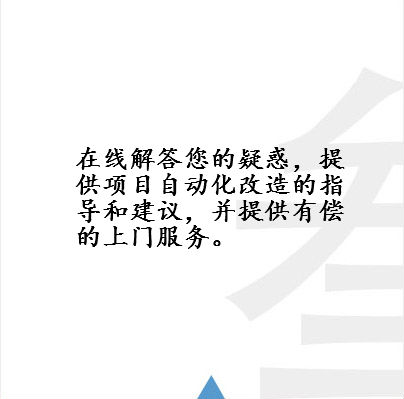 在线解答您的疑惑，提
供项目自动化改造的指
导和建议，并提供有偿
的上门服务。